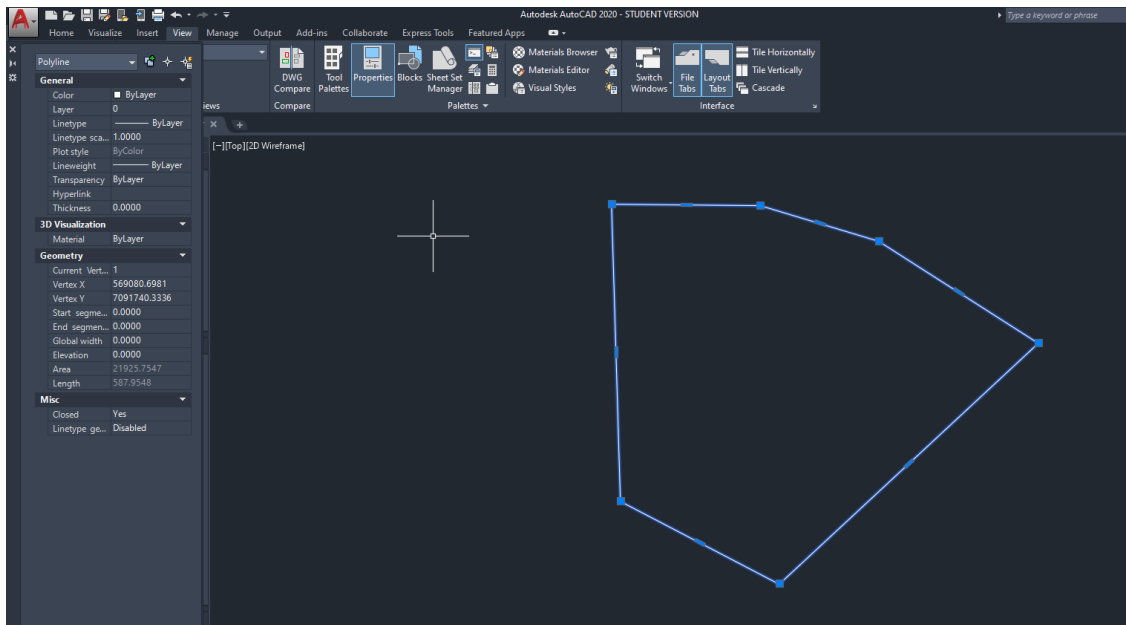 Autodesk AutoCAD 2020 - STUDENT VERSION
Type a keyword or phrase
Home Visualize Insert View Manage Output Add-ins Collaborate Express Tools Featured Apps
Polyline
General
Color ByLayer
Layer 0
Linetype ByLayer
Linetype sca... 1.0000
Plot style ByColor
Lineweight ByLayer
Transparency ByLayer
Hyperlink
Thickness 0.0000
3D Visualization
Material ByLayer
Geometry
Current Vert... 1
Vertex X 569080.6981
Vertex Y 7091740.3336
Start segme... 0.0000
End segmen... 0.0000
Global width 0.0000
Elevation 0.0000
Area 21925.7547
Length 587.9548
Misc
Closed Yes
Linetype ge... Disabled
iews
DWG
Compare
Compare
Tool
Palettes
Properties
Blocks
Sheet Set
Manager
Materials Browser
Materials Editor
Visual Styles
Palettes
Switch
Windows
File
Tabs
Layout
Tabs
Tile Horizontally
Tile Vertically
Cascade
Interface
[−][Top][2D Wireframe]